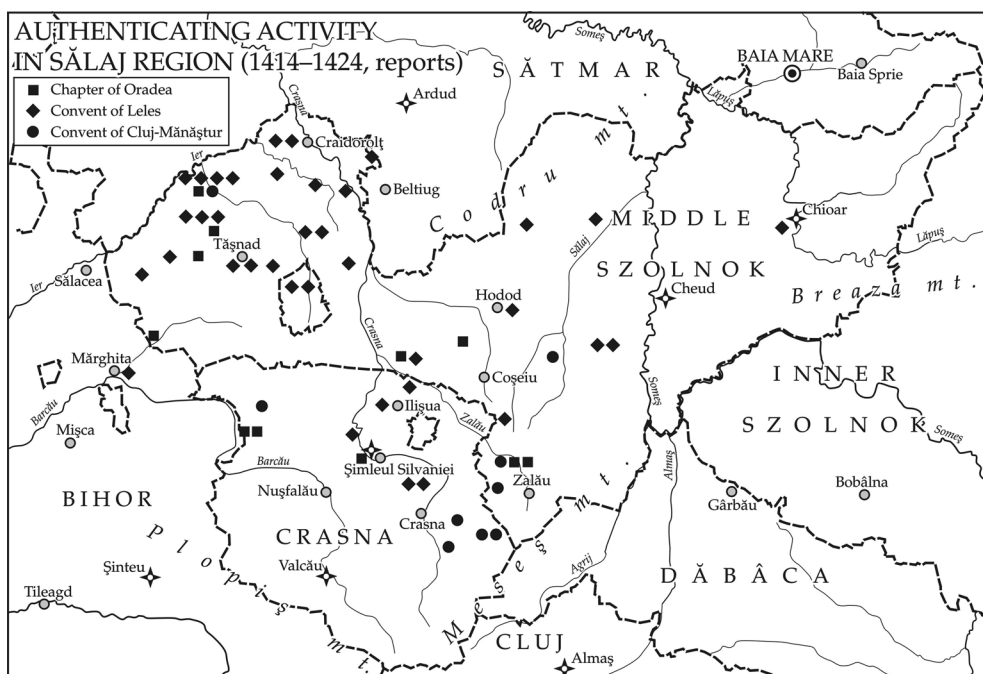 AUTHENTICATING ACTIVITY
IN SĂLAJ REGION (1414–1424, reports)
Chapter of Oradea
Convent of Leles
Convent of Cluj-Mănăştur
Someş
SĂTMAR
BAIA MARE
Baia Sprie
Crasna
Ardud
Lăpuş
Craidorolţ
Ier
Beltiug
Codru mt.
Chioar
MIDDLE
Sălaj
Lăpuş
Tăşnad
SZOLNOK
Sălacea
Ier
Cheud
Breaza mt.
Hodod
Crasna
Mărghita
Coşeiu
INNER
Someş
Barcău
Ilişua
Zalău
SZOLNOK
Someş
Mişca
Almaş
Şimleul Silvaniei
Barcău
Zalău
Nuşfalău
Gârbău
Bobâlna
BIHOR
Crasna
CRASNA
Plopiş mt.
Meseş mt.
Şinteu
Valcău
Agrij
DĂBÂCA
Tileagd
CLUJ
Almaş